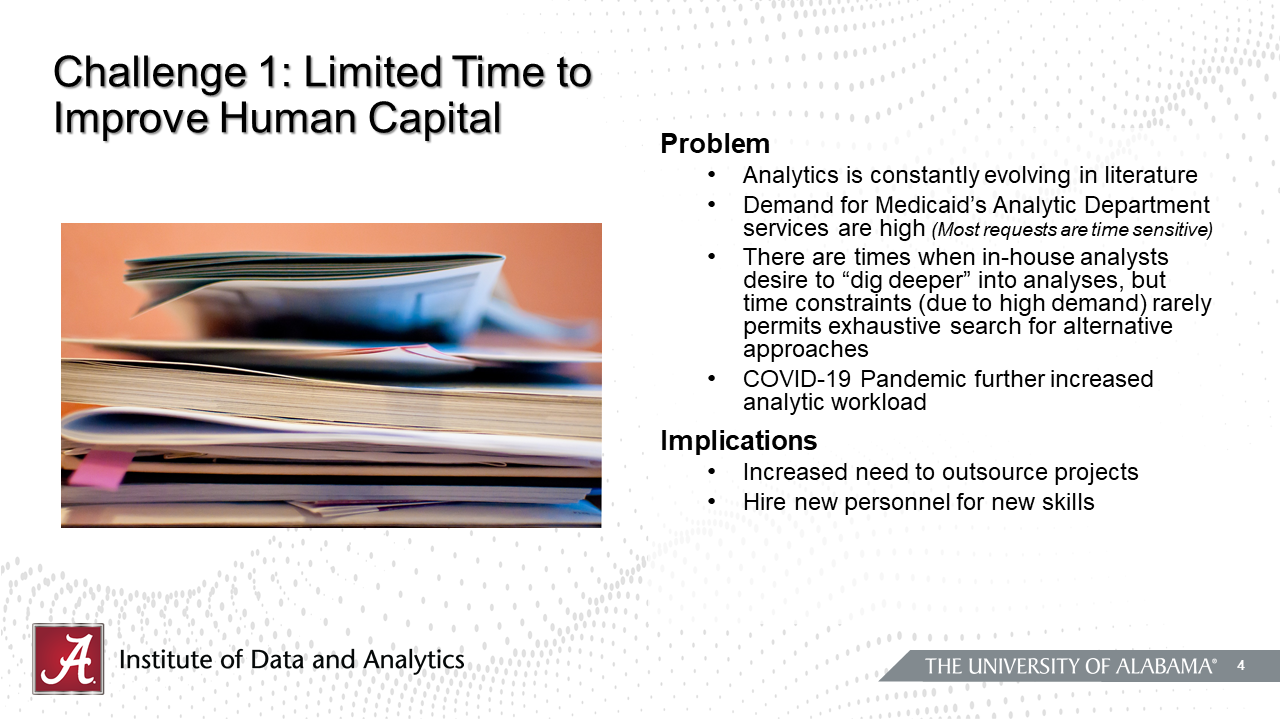 Challenge 1: Limited Time to
Improve Human Capital
Problem
• Analytics is constantly evolving in literature
• Demand for Medicaid’s Analytic Department
services are high (Most requests are time sensitive)
• There are times when in-house analysts
desire to “dig deeper” into analyses, but
time constraints (due to high demand) rarely
permits exhaustive search for alternative
approaches
• COVID-19 Pandemic further increased
analytic workload
Implications
• Increased need to outsource projects
• Hire new personnel for new skills
A
Institute of Data and Analytics
THE UNIVERSITY OF ALABAMA® 4